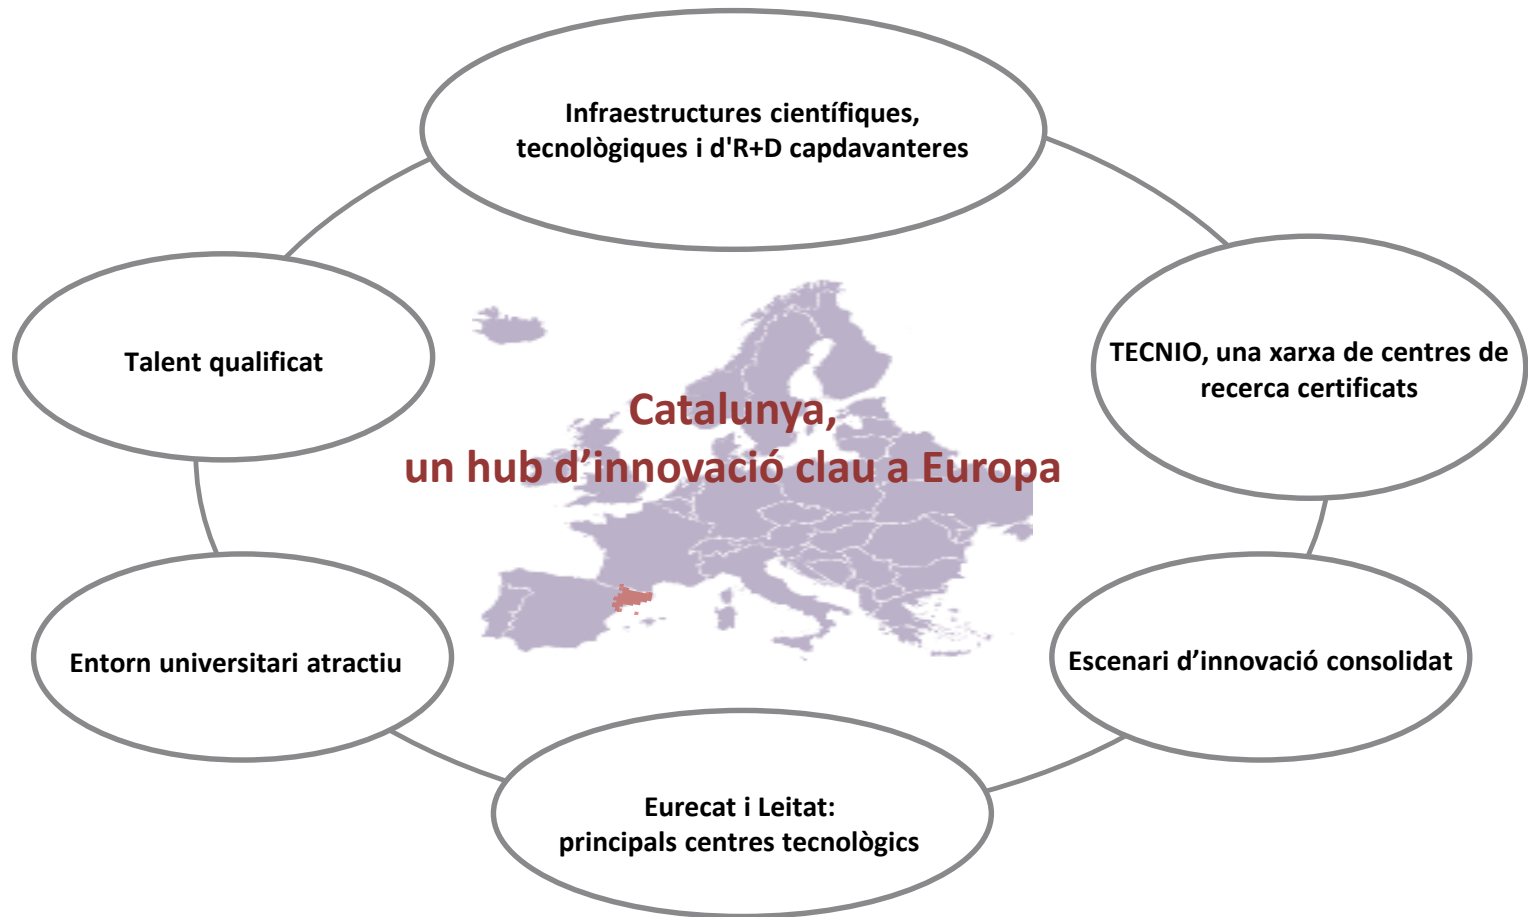 Infraestructures científiques,
tecnològiques i d'R+D capdavanteres
Talent qualificat
TECNIO, una xarxa de centres de
recerca certificats
Catalunya,
un hub d’innovació clau a Europa
Entorn universitari atractiu
Escenari d’innovació consolidat
Eurecat i Leitat:
principals centres tecnològics